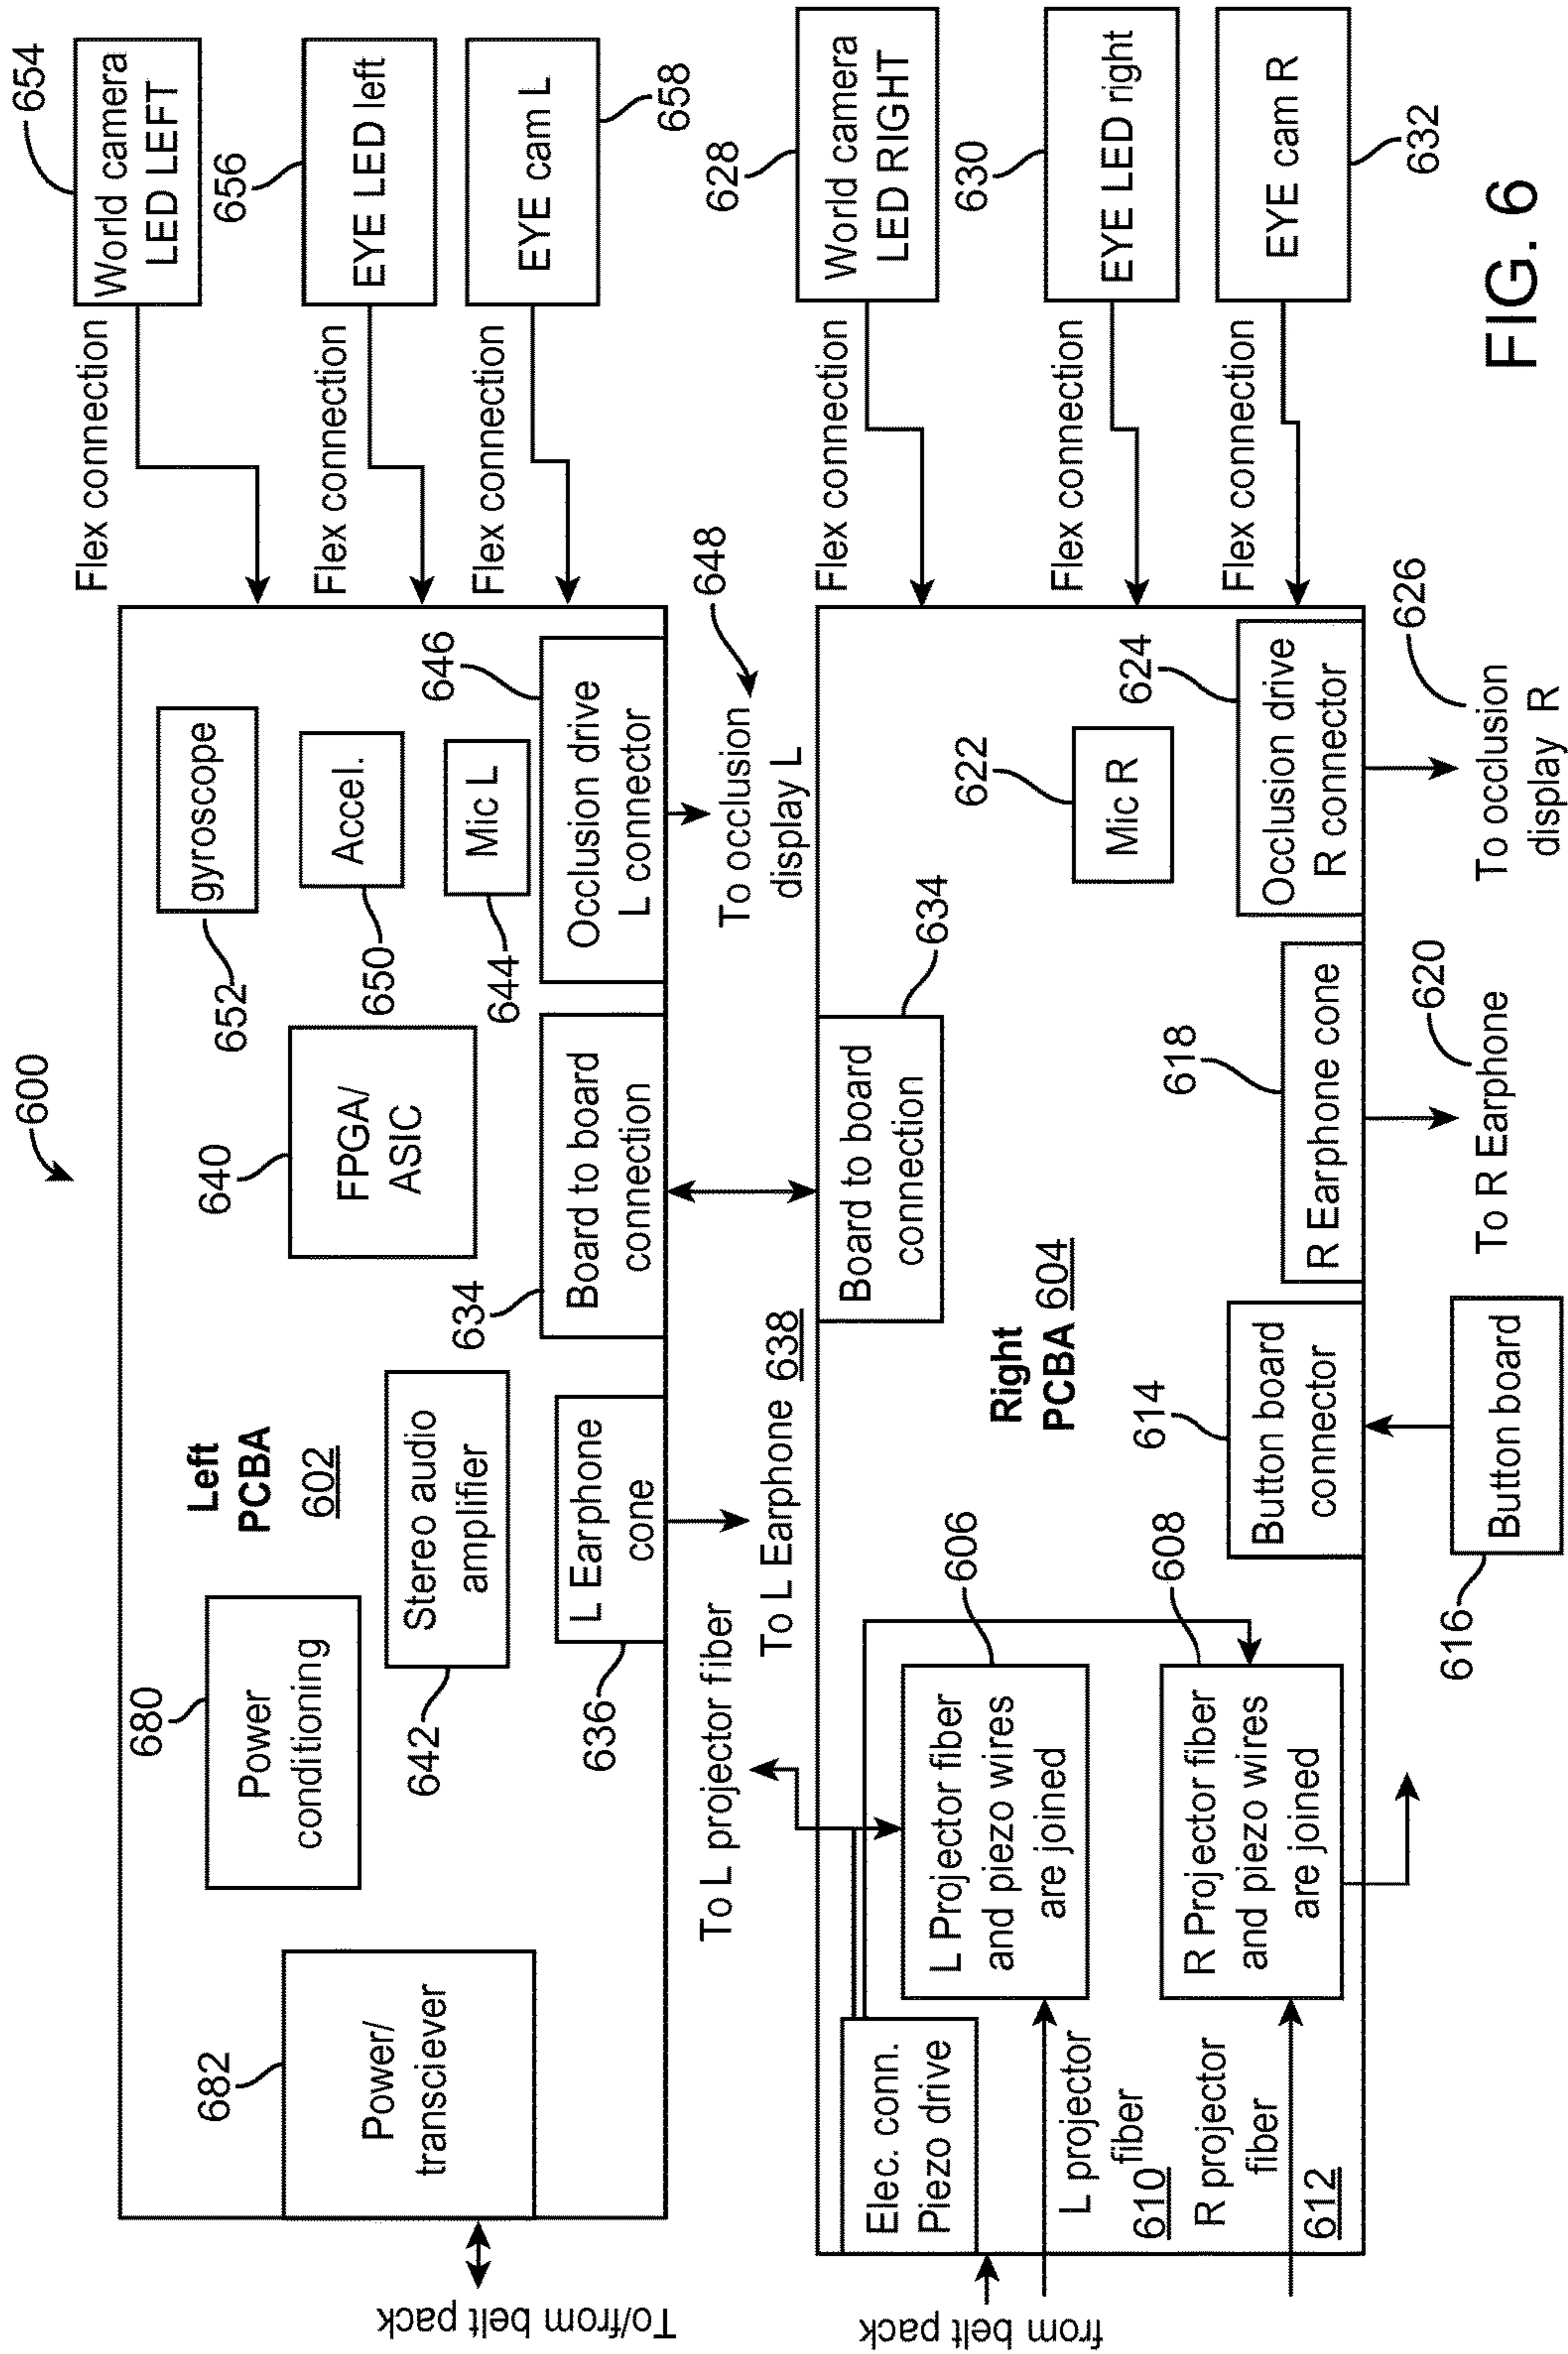 600
Left
PCBA
602
682
Power/
transciever
To/from belt pack
680
Power
conditioning
642
Stereo audio
amplifier
636
L Earphone
cone
640
FPGA/
ASIC
634
Board to board
connection
652
gyroscope
650
Accel.
644
Mic L
646
Occlusion drive
L connector
648
To occlusion
display L
654
World camera
LED LEFT
Flex connection
656
EYE LED left
Flex connection
658
EYE cam L
Flex connection
To L projector fiber
To L Earphone 638
Right
PCBA 604
Board to board
connection
634
from belt pack
Elec. conn.
Piezo drive
L projector
fiber
610
R projector
fiber
612
606
L Projector fiber
and piezo wires
are joined
608
R Projector fiber
and piezo wires
are joined
614
Button board
connector
616
Button board
618
R Earphone cone
620
To R Earphone
622
Mic R
624
Occlusion drive
R connector
626
To occlusion
display R
628
World camera
LED RIGHT
Flex connection
630
EYE LED right
Flex connection
632
EYE cam R
Flex connection
FIG. 6